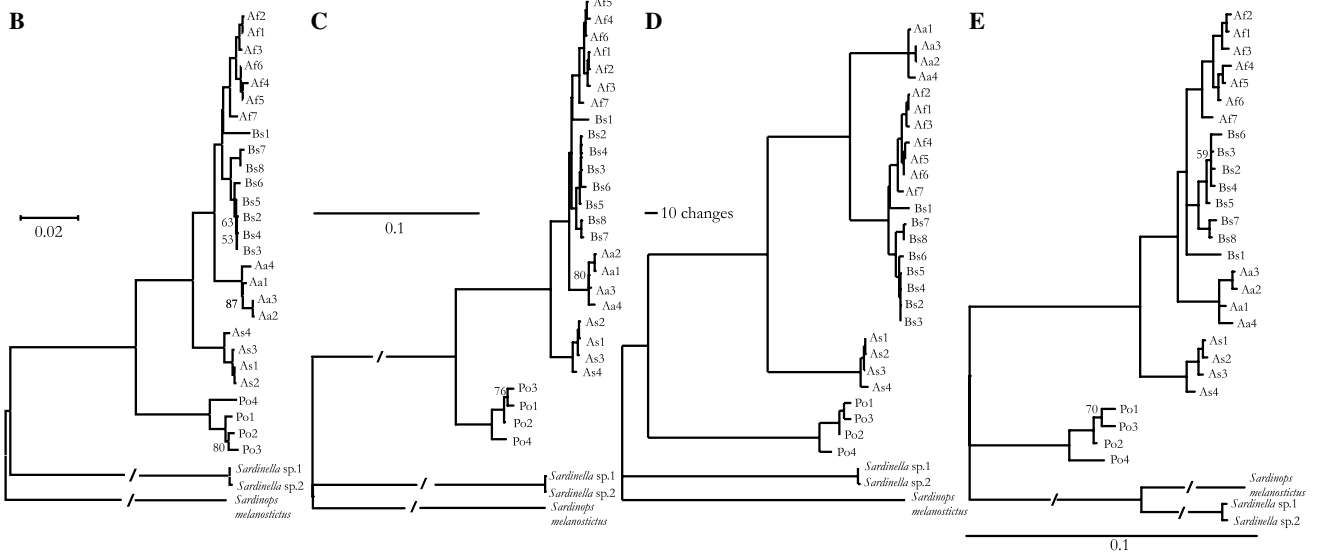 B
Af2
Af1
Af3
Af6
Af4
Af5
Af7
Bs1
Bs7
Bs8
Bs6
Bs5
Bs2
63
Bs4
53
Bs3
Aa4
Aa1
87
Aa3
Aa2
As4
As3
As1
As2
Po4
Po1
Po2
80
Po3
Sardinella sp.1
Sardinella sp.2
Sardinops
melanostictus
0.02
C
Af5
Af4
Af6
Af1
Af2
Af3
Af7
Bs1
Bs2
Bs4
Bs3
Bs6
Bs5
Bs8
Bs7
Aa2
80
Aa1
Aa3
Aa4
As2
As1
As3
As4
76
Po3
Po1
Po2
Po4
Sardinella sp.1
Sardinella sp.2
Sardinops
melanostictus
0.1
D
Aa1
Aa3
Aa2
Aa4
Af2
Af1
Af3
Af4
Af5
Af6
Af7
Bs1
Bs7
Bs8
Bs6
Bs5
Bs4
Bs2
Bs3
As1
As2
As3
As4
Po1
Po3
Po2
Po4
Sardinella sp.1
Sardinella sp.2
Sardinops
melanostictus
10 changes
E
Af2
Af1
Af3
Af4
Af5
Af6
Af7
Bs6
59
Bs3
Bs2
Bs4
Bs5
Bs7
Bs8
Bs1
Aa3
Aa2
Aa1
Aa4
As1
As2
As3
As4
70
Po1
Po3
Po2
Po4
Sardinops
melanostictus
Sardinella sp.1
Sardinella sp.2
0.1